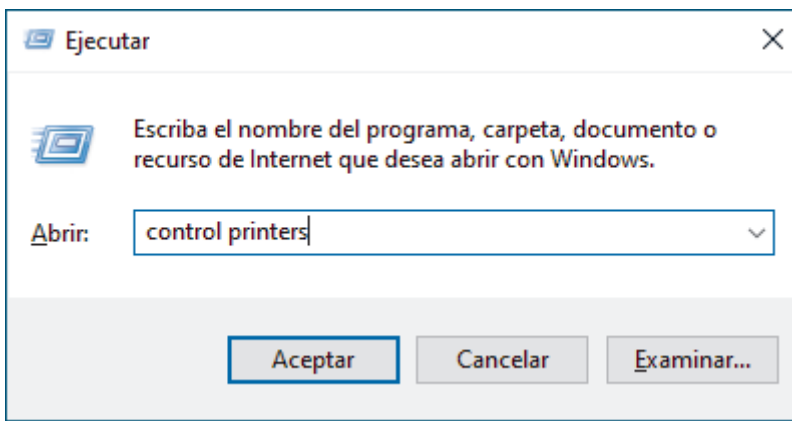 Ejecutar
Escriba el nombre del programa, carpeta, documento o
recurso de Internet que desea abrir con Windows.
Abrir: control printers
Aceptar Cancelar Examinar...